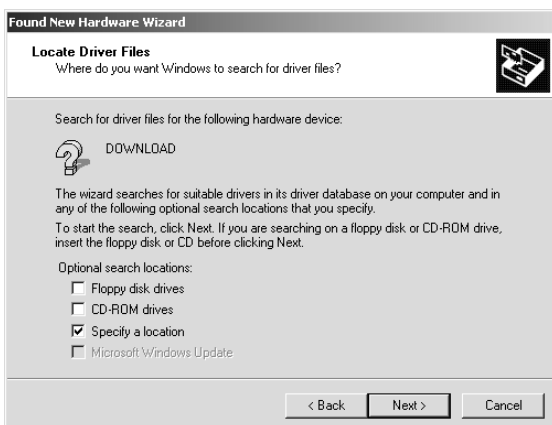 Found New Hardware Wizard
Locate Driver Files
Where do you want Windows to search for driver files?
Search for driver files for the following hardware device:
DOWNLOAD
The wizard searches for suitable drivers in its driver database on your computer and in
any of the following optional search locations that you specify.
To start the search, click Next. If you are searching on a floppy disk or CD-ROM drive,
insert the floppy disk or CD before clicking Next.
Optional search locations:
Floppy disk drives
CD-ROM drives
Specify a location
Microsoft Windows Update
< Back Next > Cancel